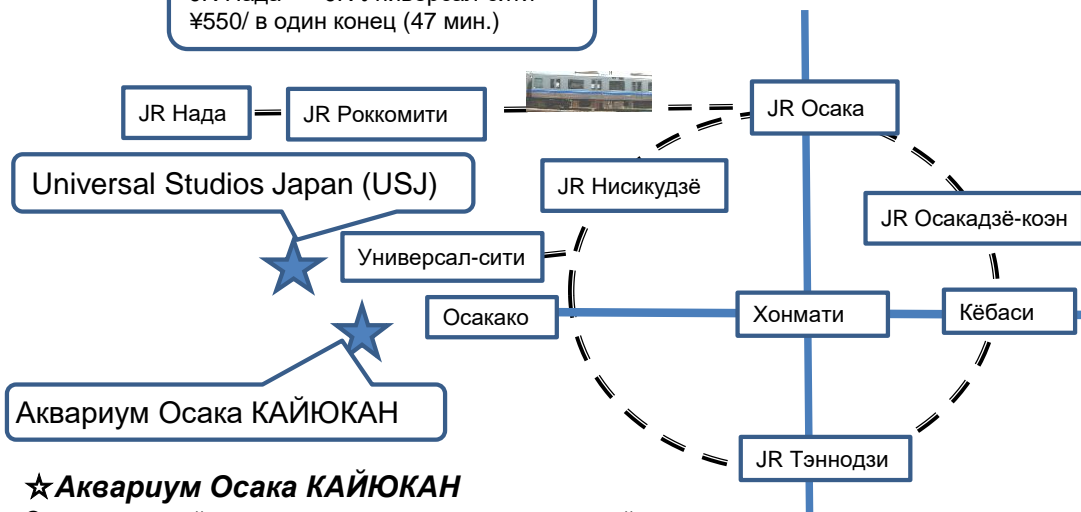 ¥550/ в один конец (47 мин.)
JR Нада
JR Роккомити
JR Осака
Universal Studios Japan (USJ)
JR Нисикудзё
JR Осакадзё-коэн
Универсал-сити
Осакако
Хонмати
Кёбаси
Аквариум Осака КАЙЮКАН
JR Тэннодзи
☆Аквариум Осака КАЙЮКАН